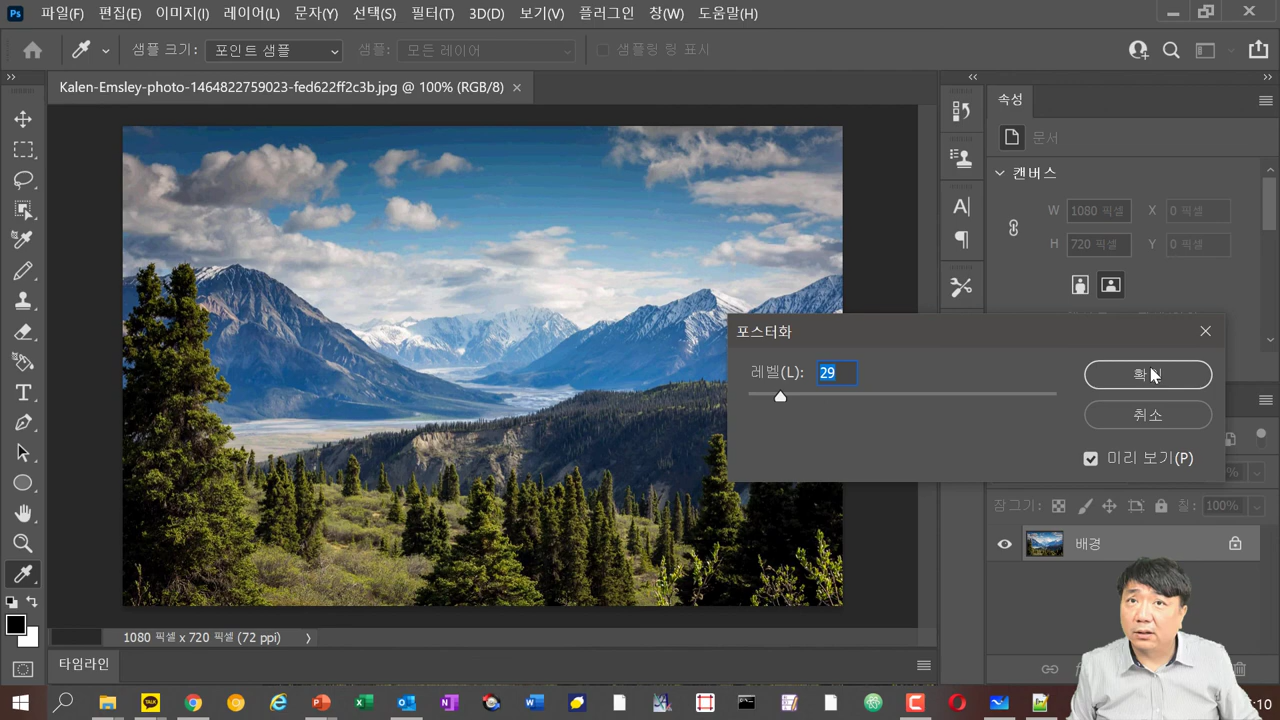 Ps 파일(F) 편집(E) 이미지(I) 레이어(L) 문자(Y) 선택(S) 필터(T) 3D(D) 보기(V) 플러그인 창(W) 도움말(H)
샘플 크기: 포인트 샘플 샘플: 모든 레이어 샘플링 링 표시
Kalen-Emsley-photo-1464822759023-fed622ff2c3b.jpg @ 100% (RGB/8)
속성
문서
캔버스
W 1080 픽셀 X 0 픽셀
H 720 픽셀 Y 0 픽셀
포스터화
레벨(L): 29
취소
미리 보기(P)
잠그기: 칠: 100%
배경
1080 픽셀 x 720 픽셀 (72 ppi)
타임라인
TALK